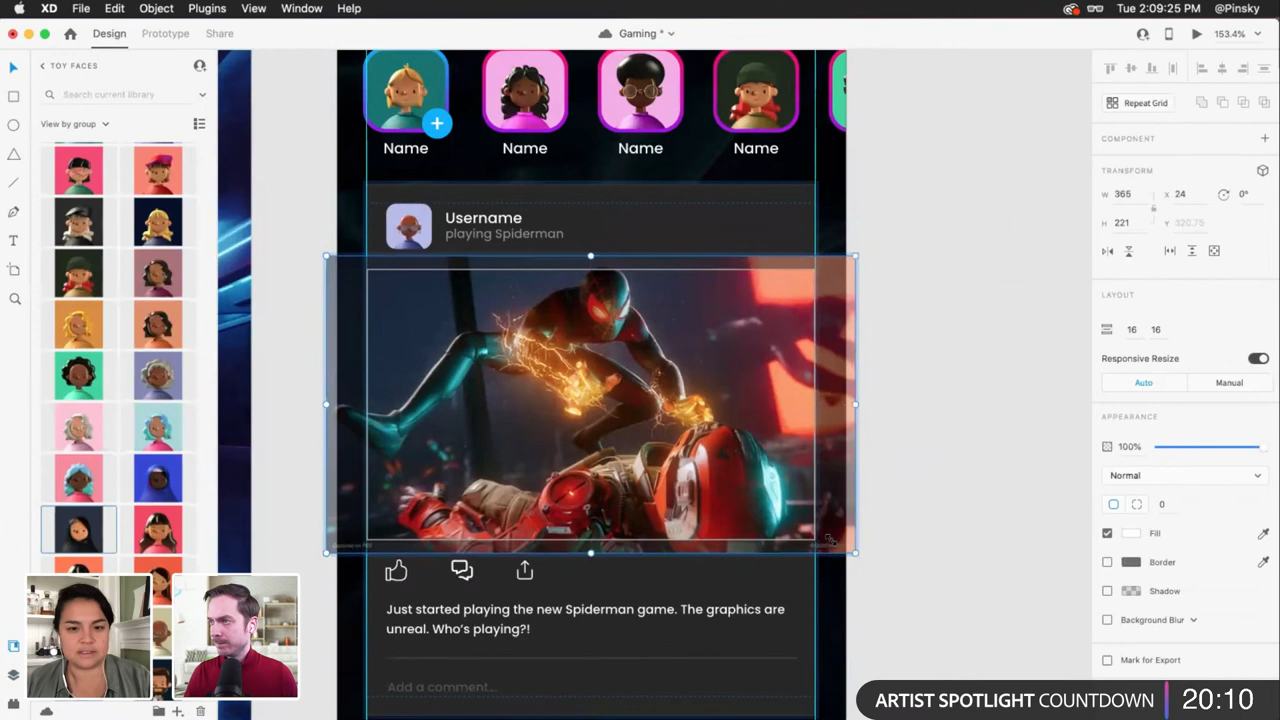 XD File Edit Object Plugins View Window Help
Tue 2:09:25 PM @Pinsky
Design Prototype Share
Gaming *
153.4%
TOY FACES
Search current library
View by group
Name Name Name Name
Username
playing Spiderman
Just started playing the new Spiderman game. The graphics are
unreal. Who's playing?!
Add a comment...
Repeat Grid
COMPONENT
TRANSFORM
W 365 X 24 0°
H 221 Y 320.75
LAYOUT
16 16
Responsive Resize
Auto Manual
APPEARANCE
100%
Normal
0
Fill
Border
Shadow
Background Blur
Mark for Export
ARTIST SPOTLIGHT COUNTDOWN 20:10